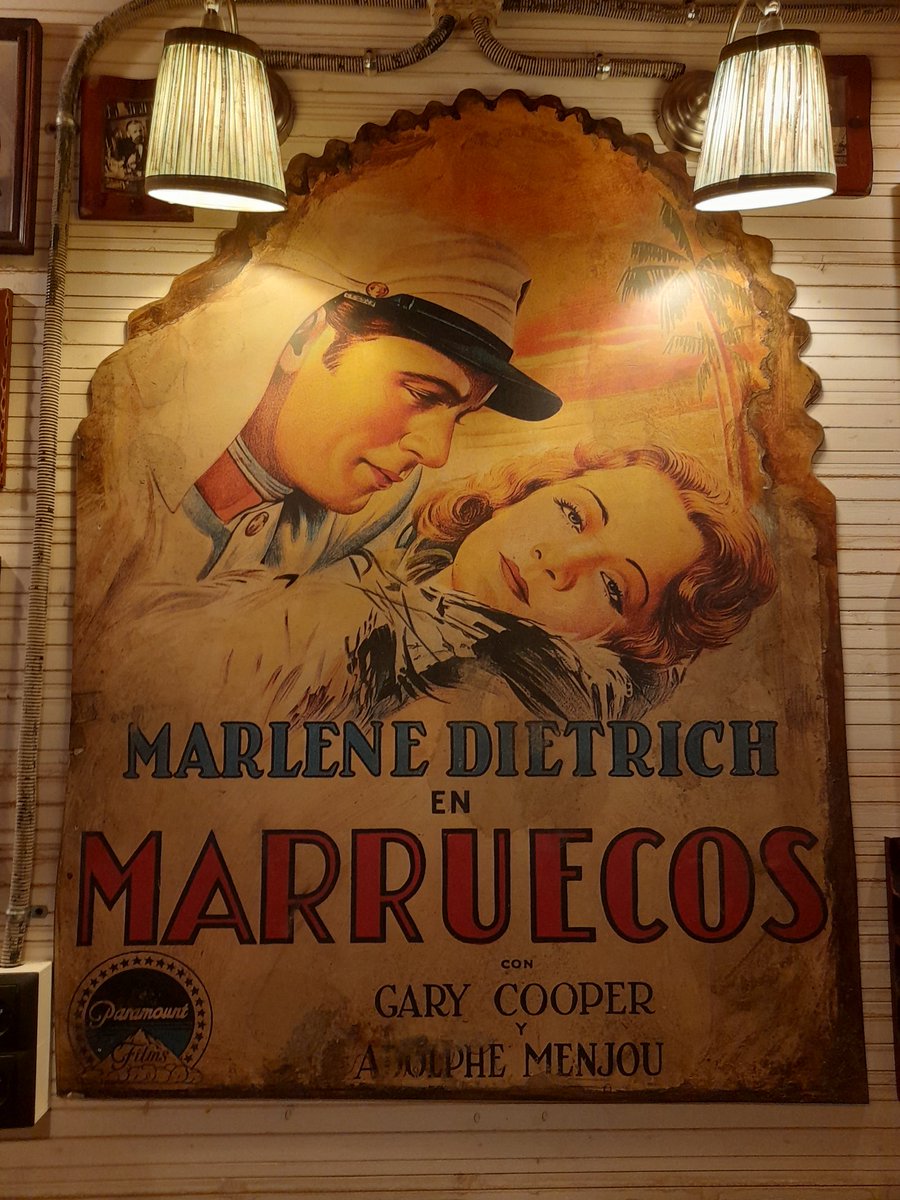 MARLENE DIETRICH
EN
MARRUECOS
CON
GARY COOPER
Y
ADOLPHE MENJOU
Paramount
Films